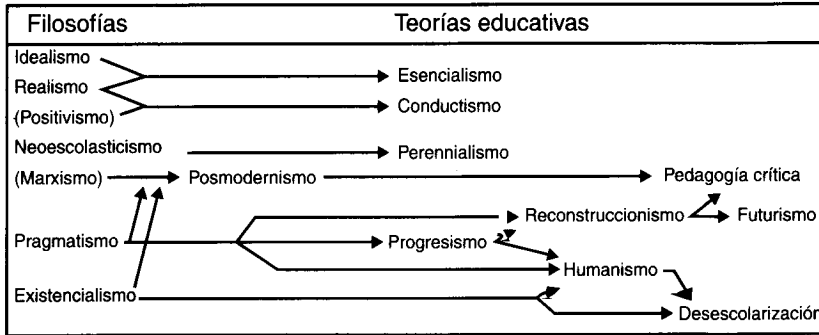 Filosofías Teorías educativas
Idealismo
Esencialismo
Realismo
Conductismo
(Positivismo)
Neoescolasticismo Perennialismo
(Marxismo) Posmodernismo Pedagogía crítica
Reconstruccionismo Futurismo
Pragmatismo Progresismo
Humanismo
Existencialismo
Desescolarización